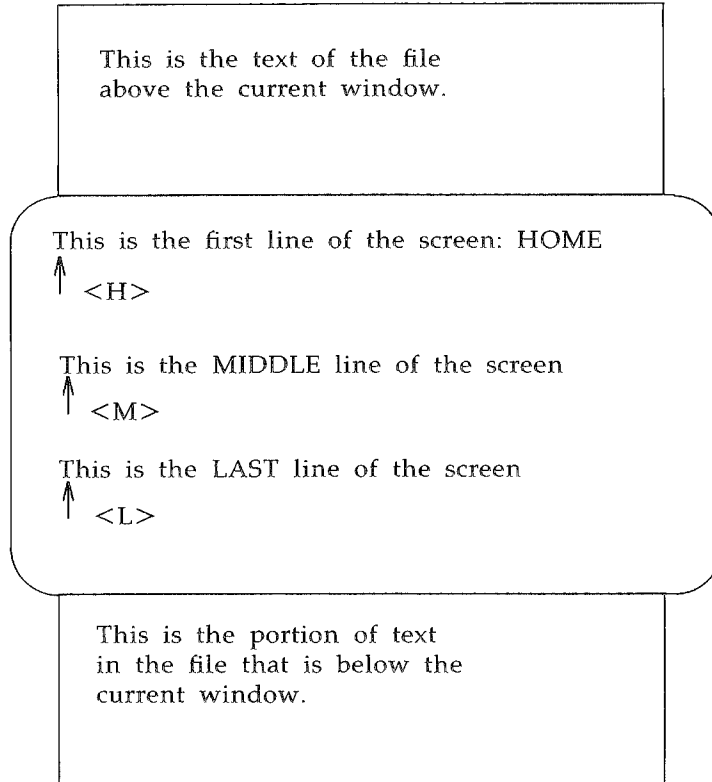 This is the text of the file
above the current window.
This is the first line of the screen: HOME
<H>
This is the MIDDLE line of the screen
<M>
This is the LAST line of the screen
<L>
This is the portion of text
in the file that is below the
current window.